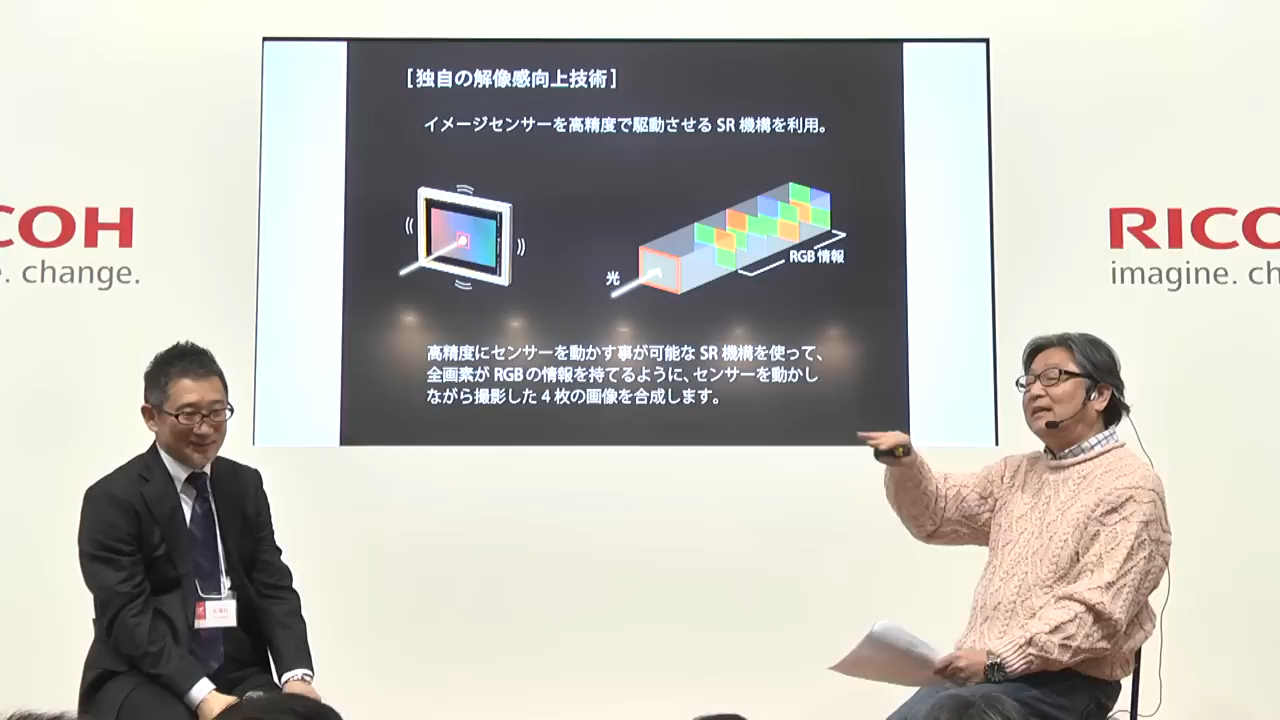 [独自の解像感向上技術]
イメージセンサーを高精度で駆動させる SR 機構を利用。
光
RGB 情報
高精度にセンサーを動かす事が可能な SR 機構を使って、
全画素が RGB の情報を持てるように、センサーを動かし
ながら撮影した 4 枚の画像を合成します。
COH
. change.
RICO
imagine. ch